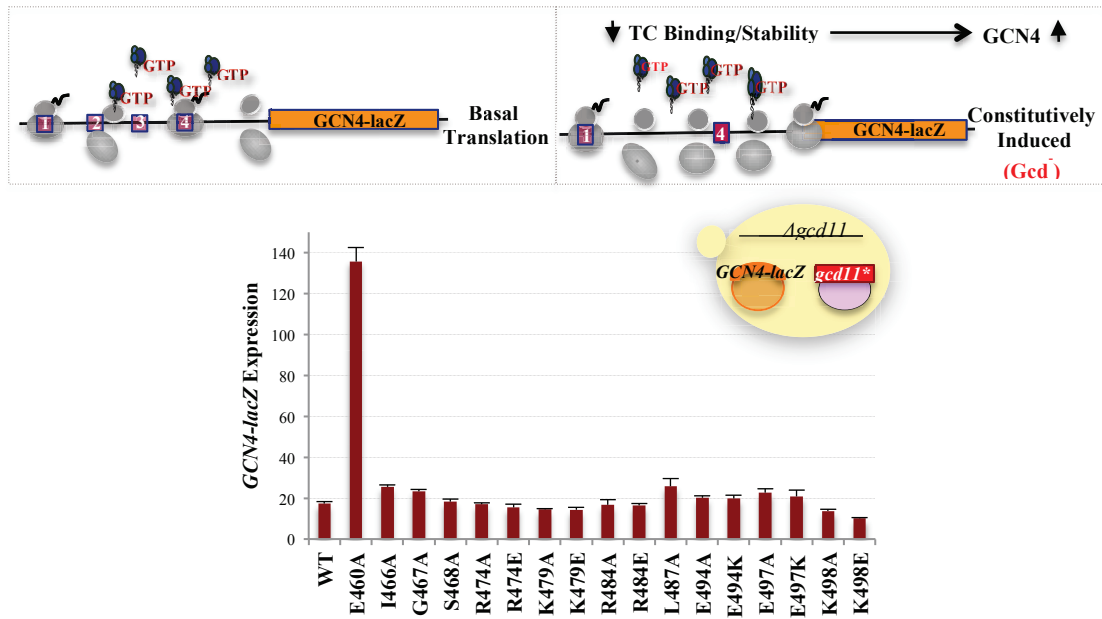 GTP
GTP
GTP
GTP
1
2
3
4
GCN4-lacZ
Basal
Translation
TC Binding/Stability
GCN4
GTP
GTP
GTP
GTP
1
4
GCN4-lacZ
Constitutively
Induced
(Gcd-)
Δgcd11
GCN4-lacZ
gcd11*
GCN4-lacZ Expression
140
120
100
80
60
40
20
0
WT
E460A
I466A
G467A
S468A
R474A
R474E
K479A
K479E
R484A
R484E
L487A
E494A
E494K
E497A
E497K
K498A
K498E